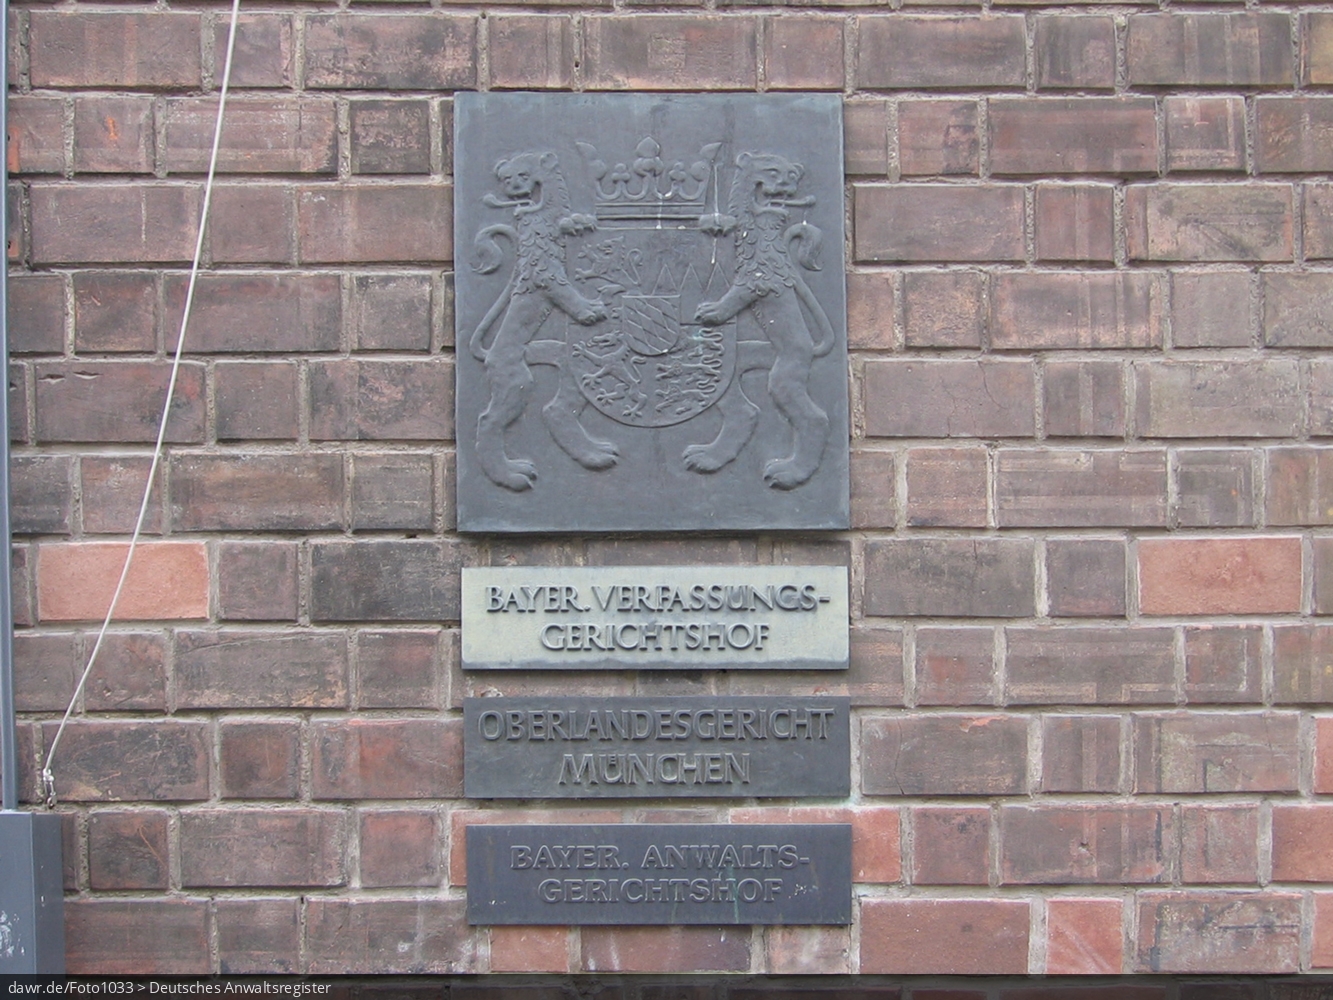 BAYER. VERFASSUNGS-
GERICHTSHOF
OBERLANDESGERICHT
MÜNCHEN
BAYER. ANWALTS-
GERICHTSHOF
dawr.de/Foto1033 > Deutsches Anwaltsregister